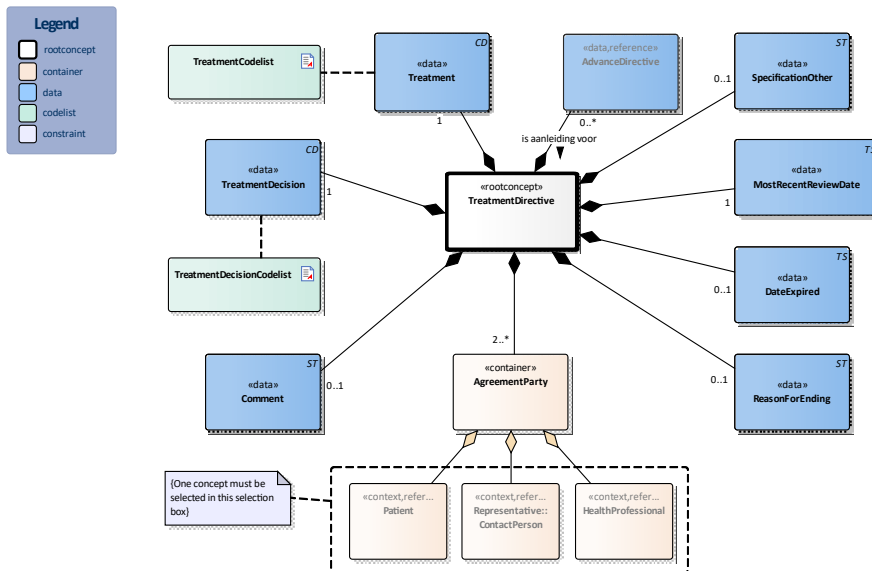 Legend
rootconcept
container
data
codelist
constraint
TreatmentCodelist
CD
«data»
Treatment
1
«data,reference»
AdvanceDirective
0..*
is aanleiding voor
ST
«data»
SpecificationOther
0..1
CD
«data»
TreatmentDecision
1
«rootconcept»
TreatmentDirective
TS
«data»
MostRecentReviewDate
1
TreatmentDecisionCodelist
TS
«data»
DateExpired
0..1
ST
«data»
Comment
0..1
2..*
«container»
AgreementParty
ST
«data»
ReasonForEnding
0..1
{One concept must be
selected in this selection
box}
«context,refer...
Patient
«context,refer...
Representative::
ContactPerson
«context,refer...
HealthProfessional